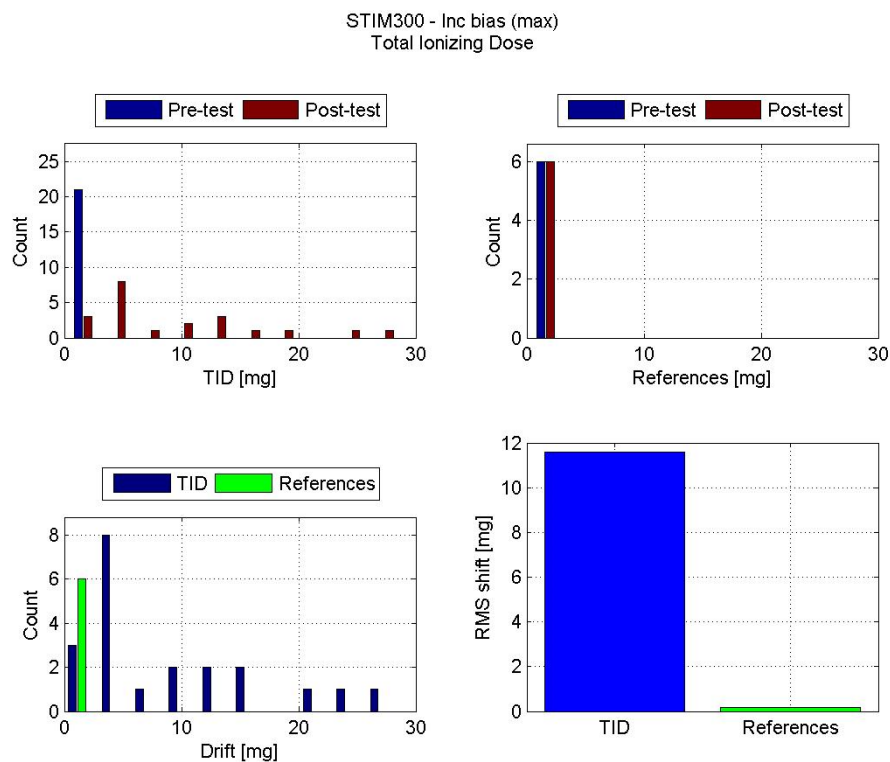 STIM300 - Inc bias (max)
Total Ionizing Dose
Pre-test Post-test
25
20
15
10
5
0
Count
0 10 20 30
TID [mg]
Pre-test Post-test
6
4
2
0
Count
0 10 20 30
References [mg]
TID References
8
6
4
2
0
Count
0 10 20 30
Drift [mg]
12
10
8
6
4
2
0
RMS shift [mg]
TID References